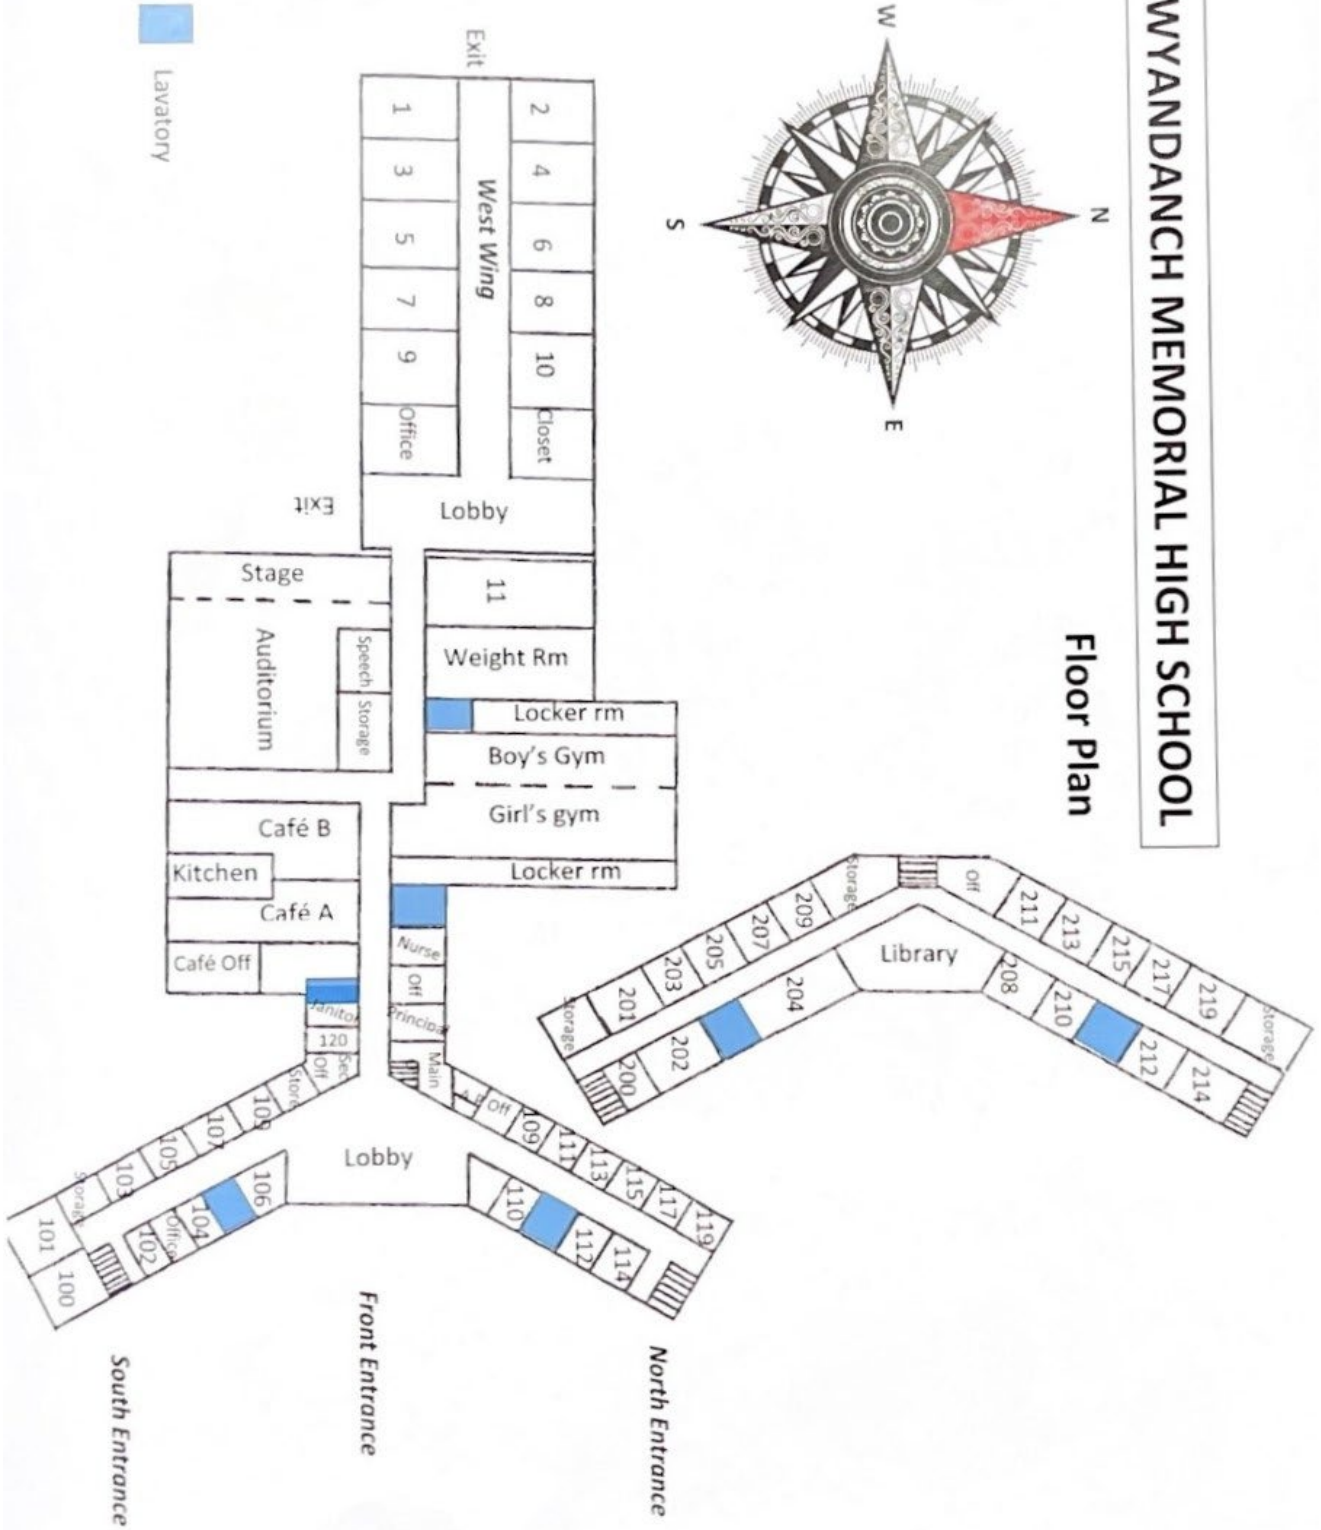 WYANDANCH MEMORIAL HIGH SCHOOL
Floor Plan
W
N
S
E
Lavatory
Exit
1
2
3
4
West Wing
5
6
7
8
9
10
Office
Closet
Exit
Lobby
Stage
11
Auditorium
Speech
Storage
Weight Rm
Locker rm
Boy's Gym
Girl's gym
Locker rm
Café B
Kitchen
Café A
Café Off
Nurse
Off
Principal
Main
Janitor
120
Sec
Off
Store
109
107
105
103
Storage
101
100
102
Office
104
106
Lobby
Off
109
111
113
115
117
119
110
112
114
Storage
209
207
205
203
201
Storage
200
202
204
Library
Off
211
213
215
217
219
Storage
208
210
212
214
South Entrance
Front Entrance
North Entrance